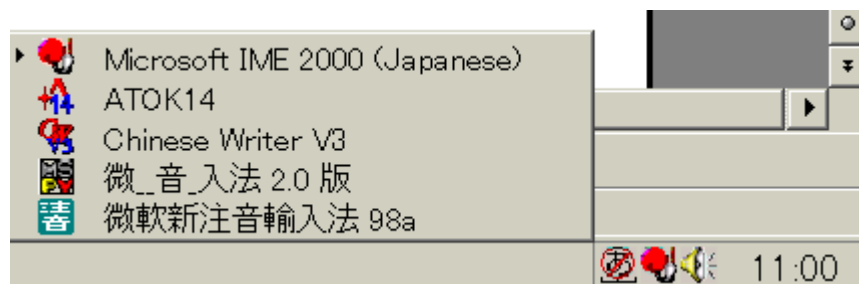 Microsoft IME 2000 (Japanese)
ATOK14
Chinese Writer V3
微__音_入法 2.0 版
微軟新注音輸入法 98a
11:00